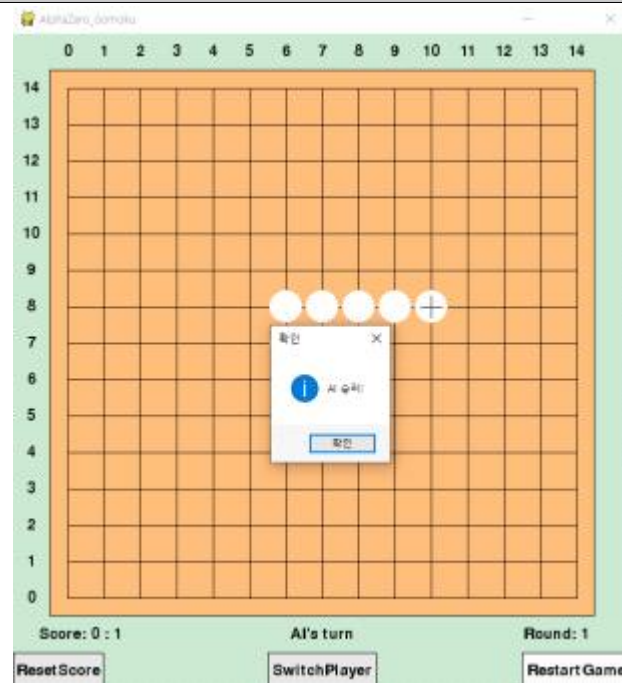 AlphaZero_Gomoku
0 1 2 3 4 5 6 7 8 9 10 11 12 13 14
14
13
12
11
10
9
8
7
확인
6
AI 승리!
5
4
확인
3
2
1
0
Score: 0 : 1 AI's turn Round: 1
ResetScore SwitchPlayer Restart Game